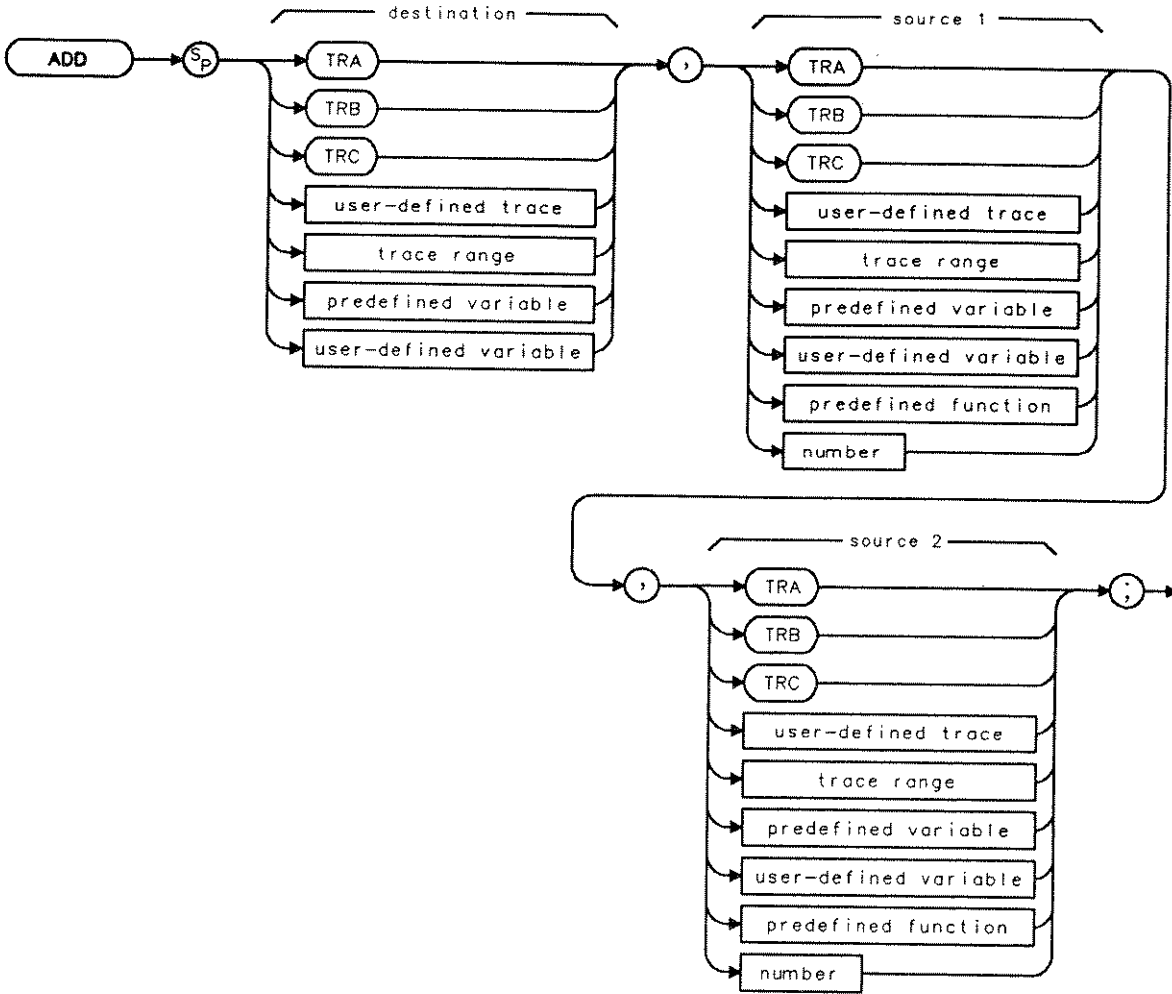 destination
ADD
Sp
TRA
TRB
TRC
user-defined trace
trace range
predefined variable
user-defined variable
,
source 1
TRA
TRB
TRC
user-defined trace
trace range
predefined variable
user-defined variable
predefined function
number
source 2
,
TRA
TRB
TRC
user-defined trace
trace range
predefined variable
user-defined variable
predefined function
number
;